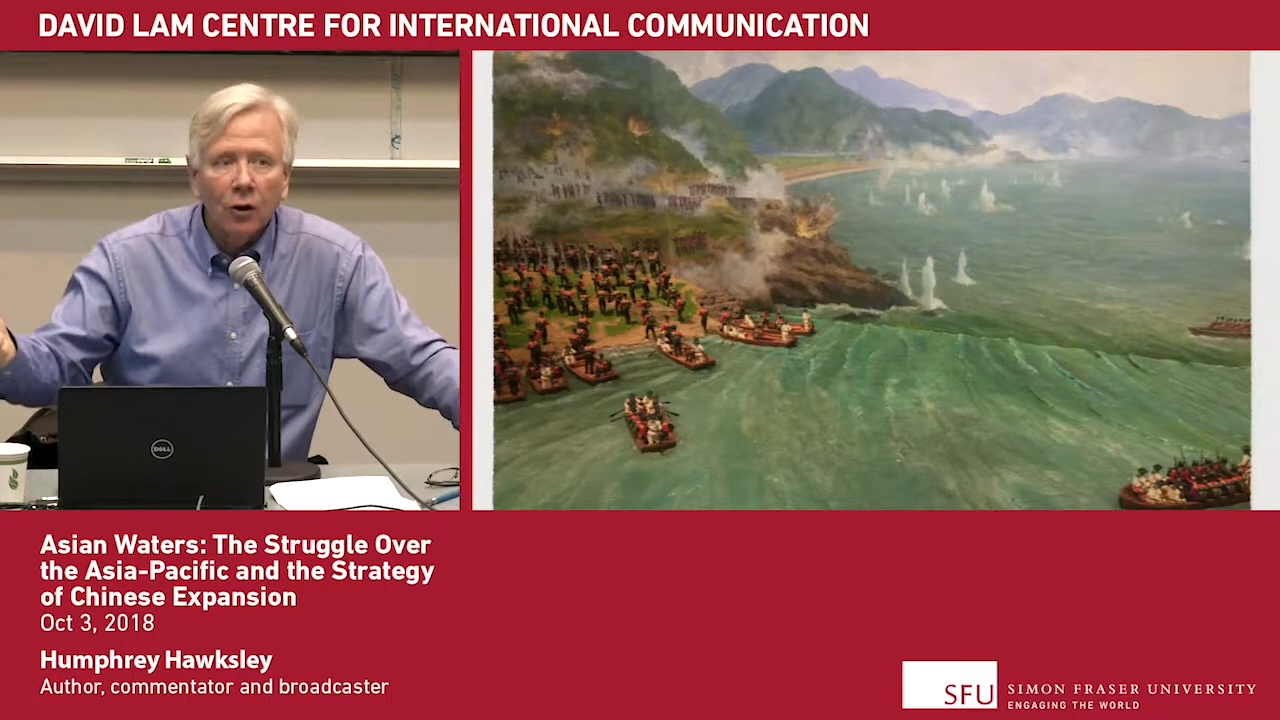 DAVID LAM CENTRE FOR INTERNATIONAL COMMUNICATION
DELL
Asian Waters: The Struggle Over
the Asia-Pacific and the Strategy
of Chinese Expansion
Oct 3, 2018
Humphrey Hawksley
Author, commentator and broadcaster
SFU
SIMON FRASER UNIVERSITY
ENGAGING THE WORLD